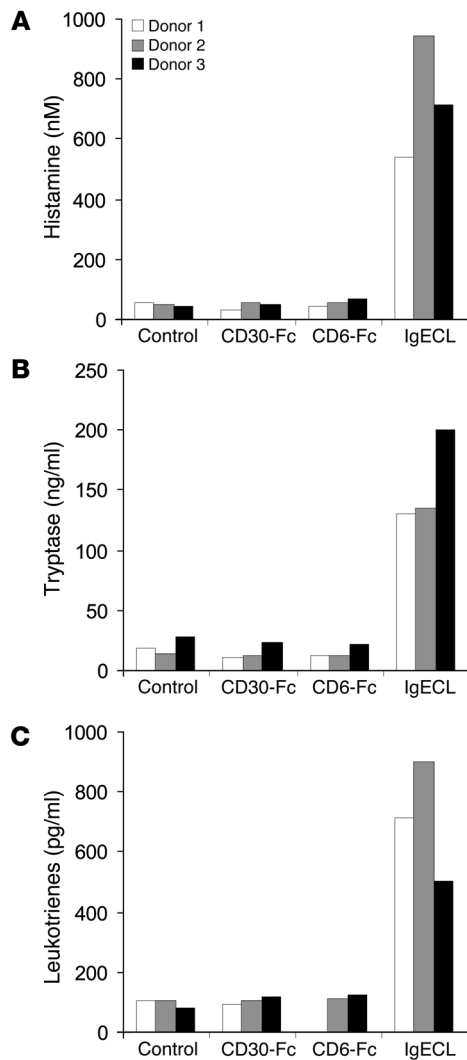 A
Histamine (nM)
1000
800
600
400
200
0
Donor 1
Donor 2
Donor 3
Control CD30-Fc CD6-Fc IgECL
B
Tryptase (ng/ml)
250
200
150
100
50
0
Control CD30-Fc CD6-Fc IgECL
C
Leukotrienes (pg/ml)
1000
800
600
400
200
0
Control CD30-Fc CD6-Fc IgECL